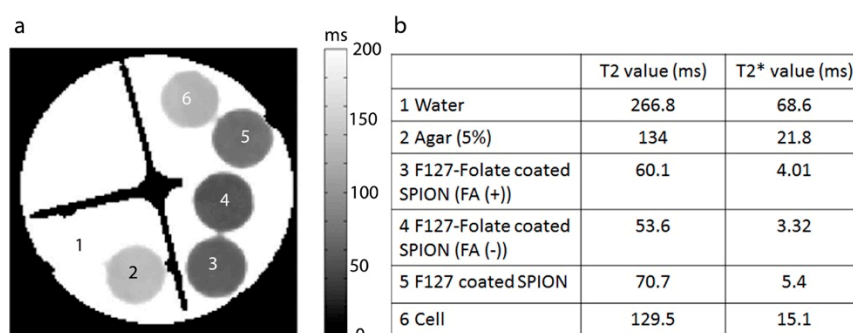 a
ms
200
150
100
50
0
6
5
4
3
2
1
b
T2 value (ms) T2* value (ms)
1 Water 266.8 68.6
2 Agar (5%) 134 21.8
3 F127-Folate coated
SPION (FA (+)) 60.1 4.01
4 F127-Folate coated
SPION (FA (-)) 53.6 3.32
5 F127 coated SPION 70.7 5.4
6 Cell 129.5 15.1